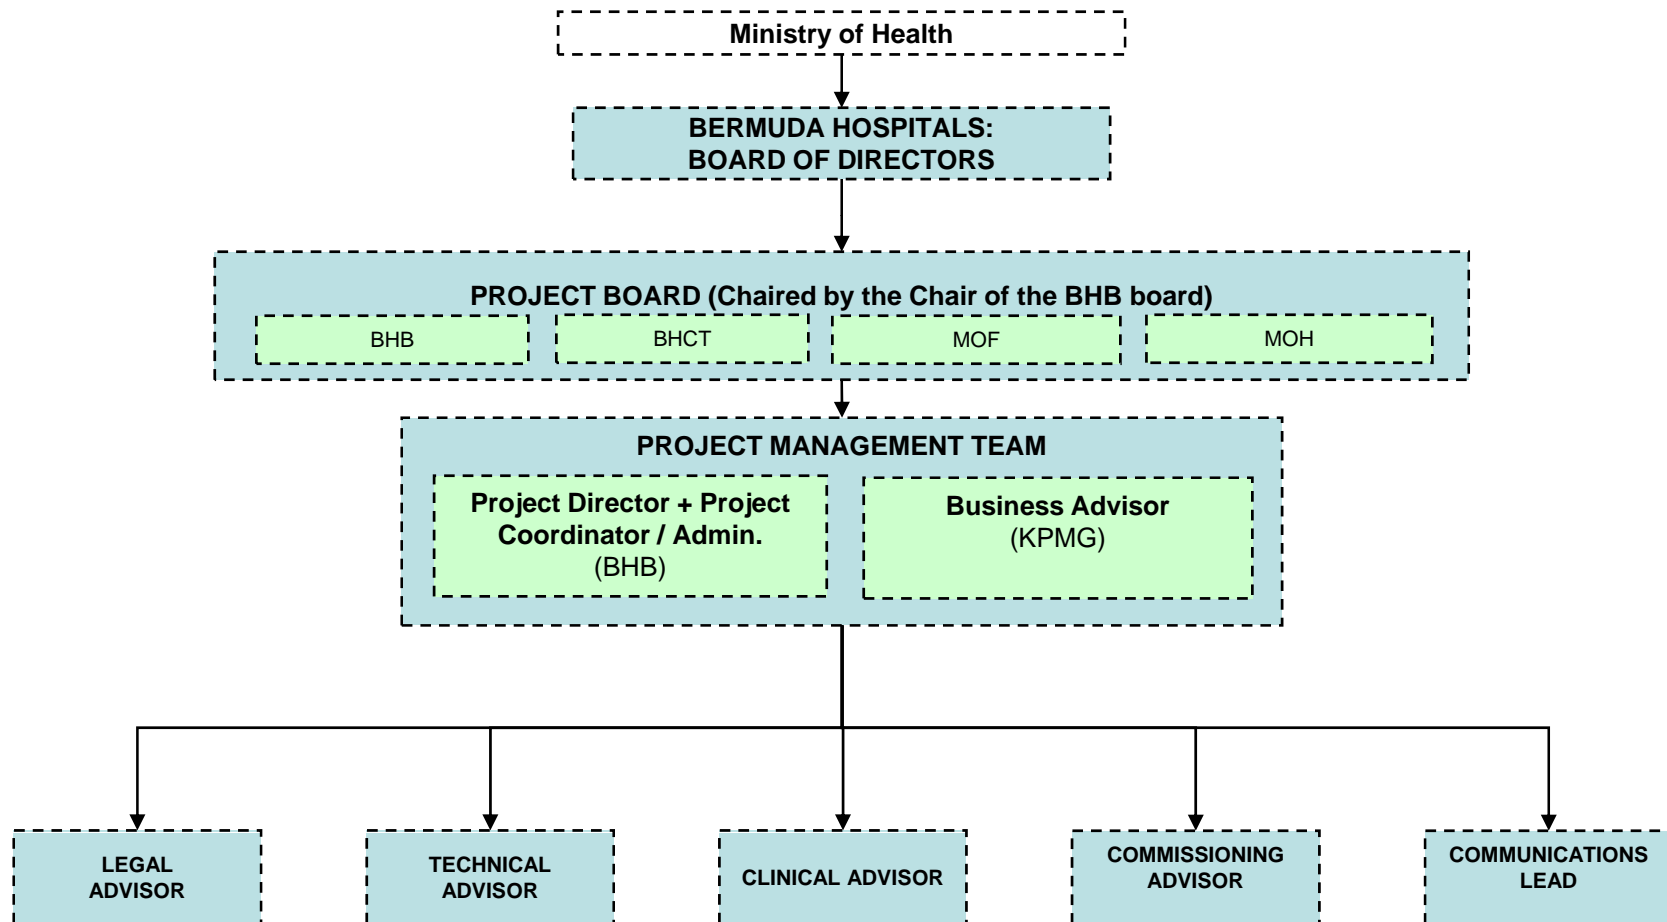 Ministry of Health
BERMUDA HOSPITALS:
BOARD OF DIRECTORS
PROJECT BOARD (Chaired by the Chair of the BHB board)
BHB
BHCT
MOF
MOH
PROJECT MANAGEMENT TEAM
Project Director + Project
Coordinator / Admin.
(BHB)
Business Advisor
(KPMG)
LEGAL
ADVISOR
TECHNICAL
ADVISOR
CLINICAL ADVISOR
COMMISSIONING
ADVISOR
COMMUNICATIONS
LEAD